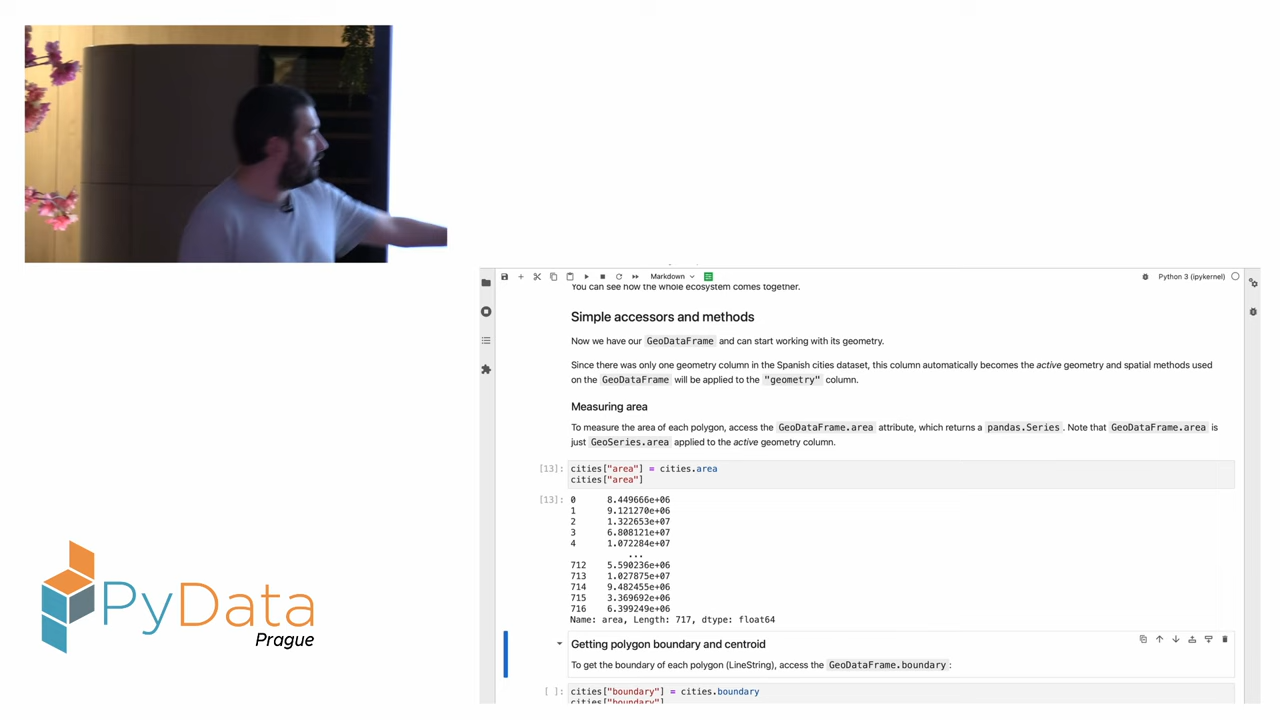 Markdown
Python 3 (ipykernel)
You can see how the whole ecosystem comes together.
Simple accessors and methods
Now we have our GeoDataFrame and can start working with its geometry.
Since there was only one geometry column in the Spanish cities dataset, this column automatically becomes the active geometry and spatial methods used
on the GeoDataFrame will be applied to the "geometry" column.
Measuring area
To measure the area of each polygon, access the GeoDataFrame.area attribute, which returns a pandas.Series. Note that GeoDataFrame.area is
just GeoSeries.area applied to the active geometry column.
[13]: cities["area"] = cities.area
cities["area"]
[13]: 0 8.449666e+06
1 9.121270e+06
2 1.322653e+07
3 6.808121e+07
4 1.072284e+07
...
712 5.590236e+06
713 1.027875e+07
714 9.482455e+06
715 3.369692e+06
716 6.399249e+06
Name: area, Length: 717, dtype: float64
Getting polygon boundary and centroid
To get the boundary of each polygon (LineString), access the GeoDataFrame.boundary:
[ ]: cities["boundary"] = cities.boundary
cities["boundary"]
PyData
Prague